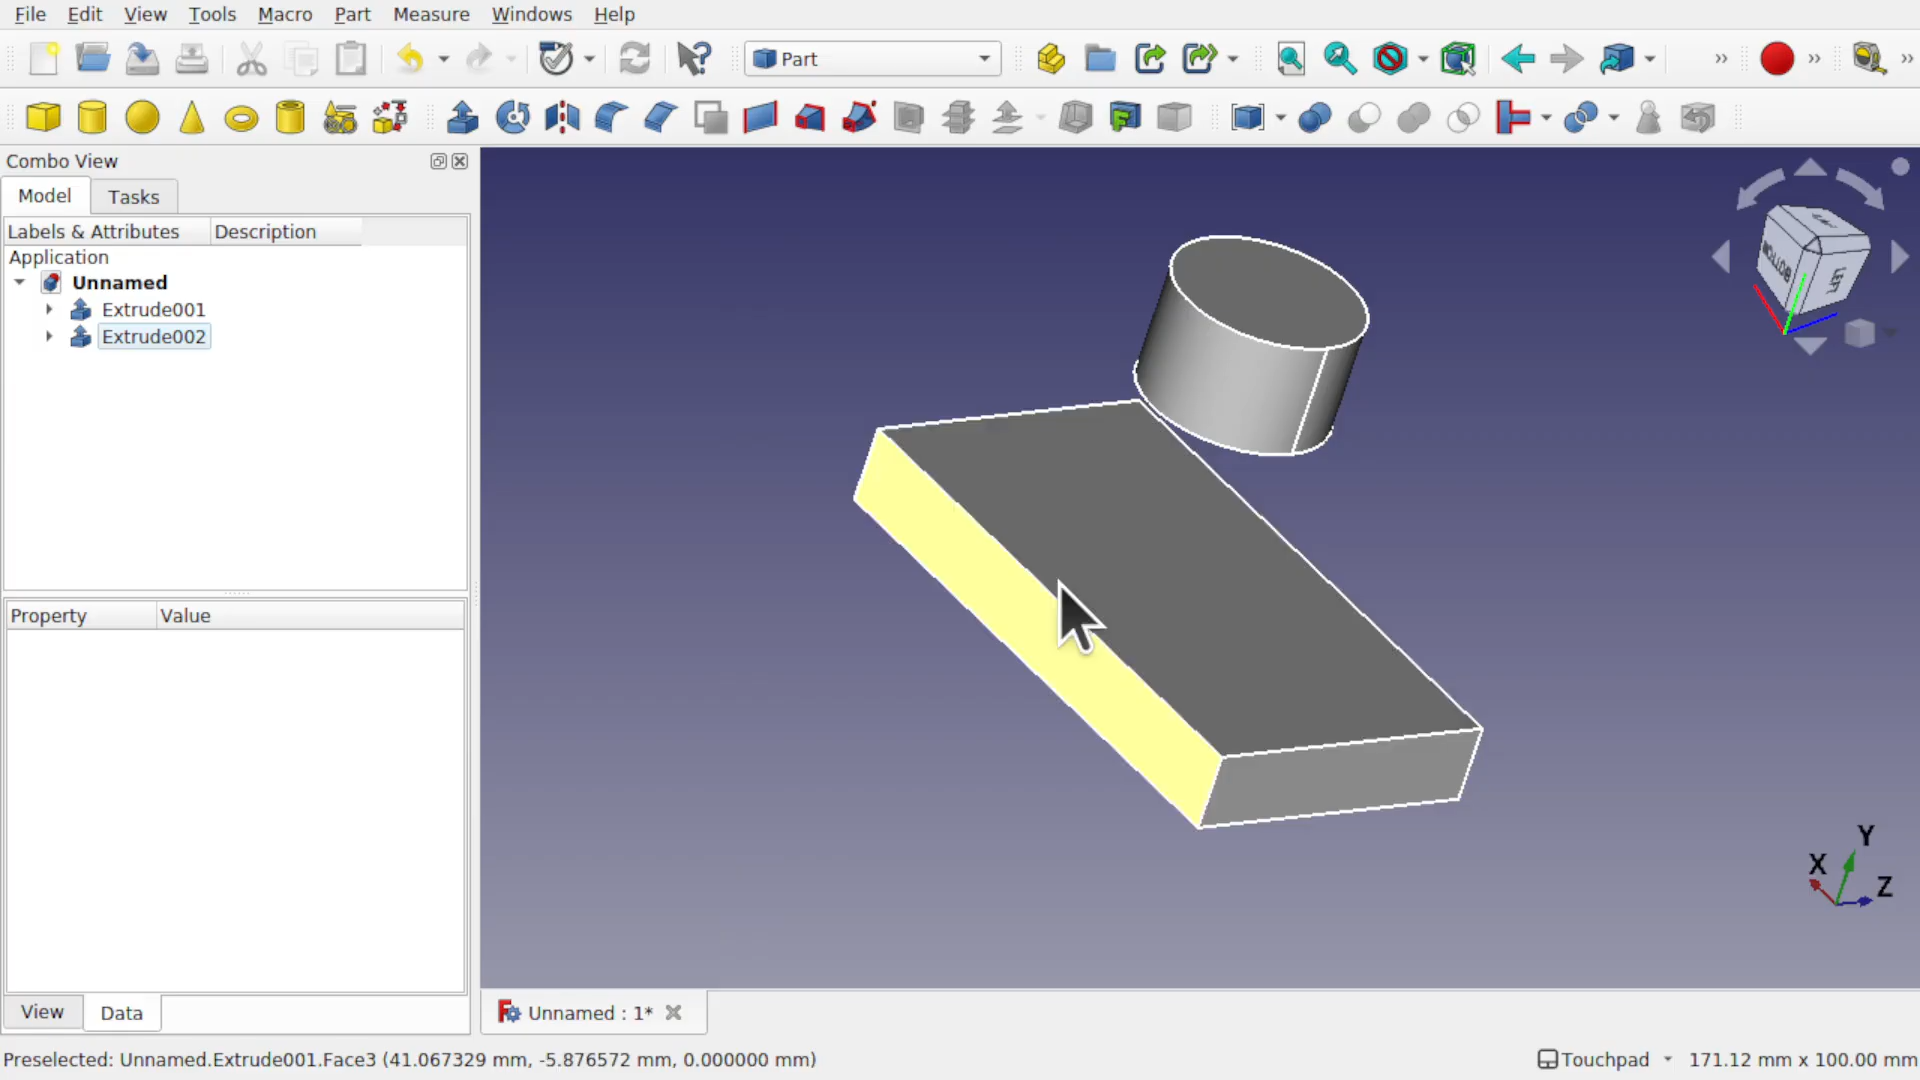 File Edit View Tools Macro Part Measure Windows Help
Part
Combo View
Model Tasks
Labels & Attributes Description
Application
Unnamed
Extrude001
Extrude002
Property Value
BOTTOM
X Y Z
View Data
Unnamed : 1*
Preselected: Unnamed.Extrude001.Face3 (41.067329 mm, -5.876572 mm, 0.000000 mm) Touchpad 171.12 mm x 100.00 mm